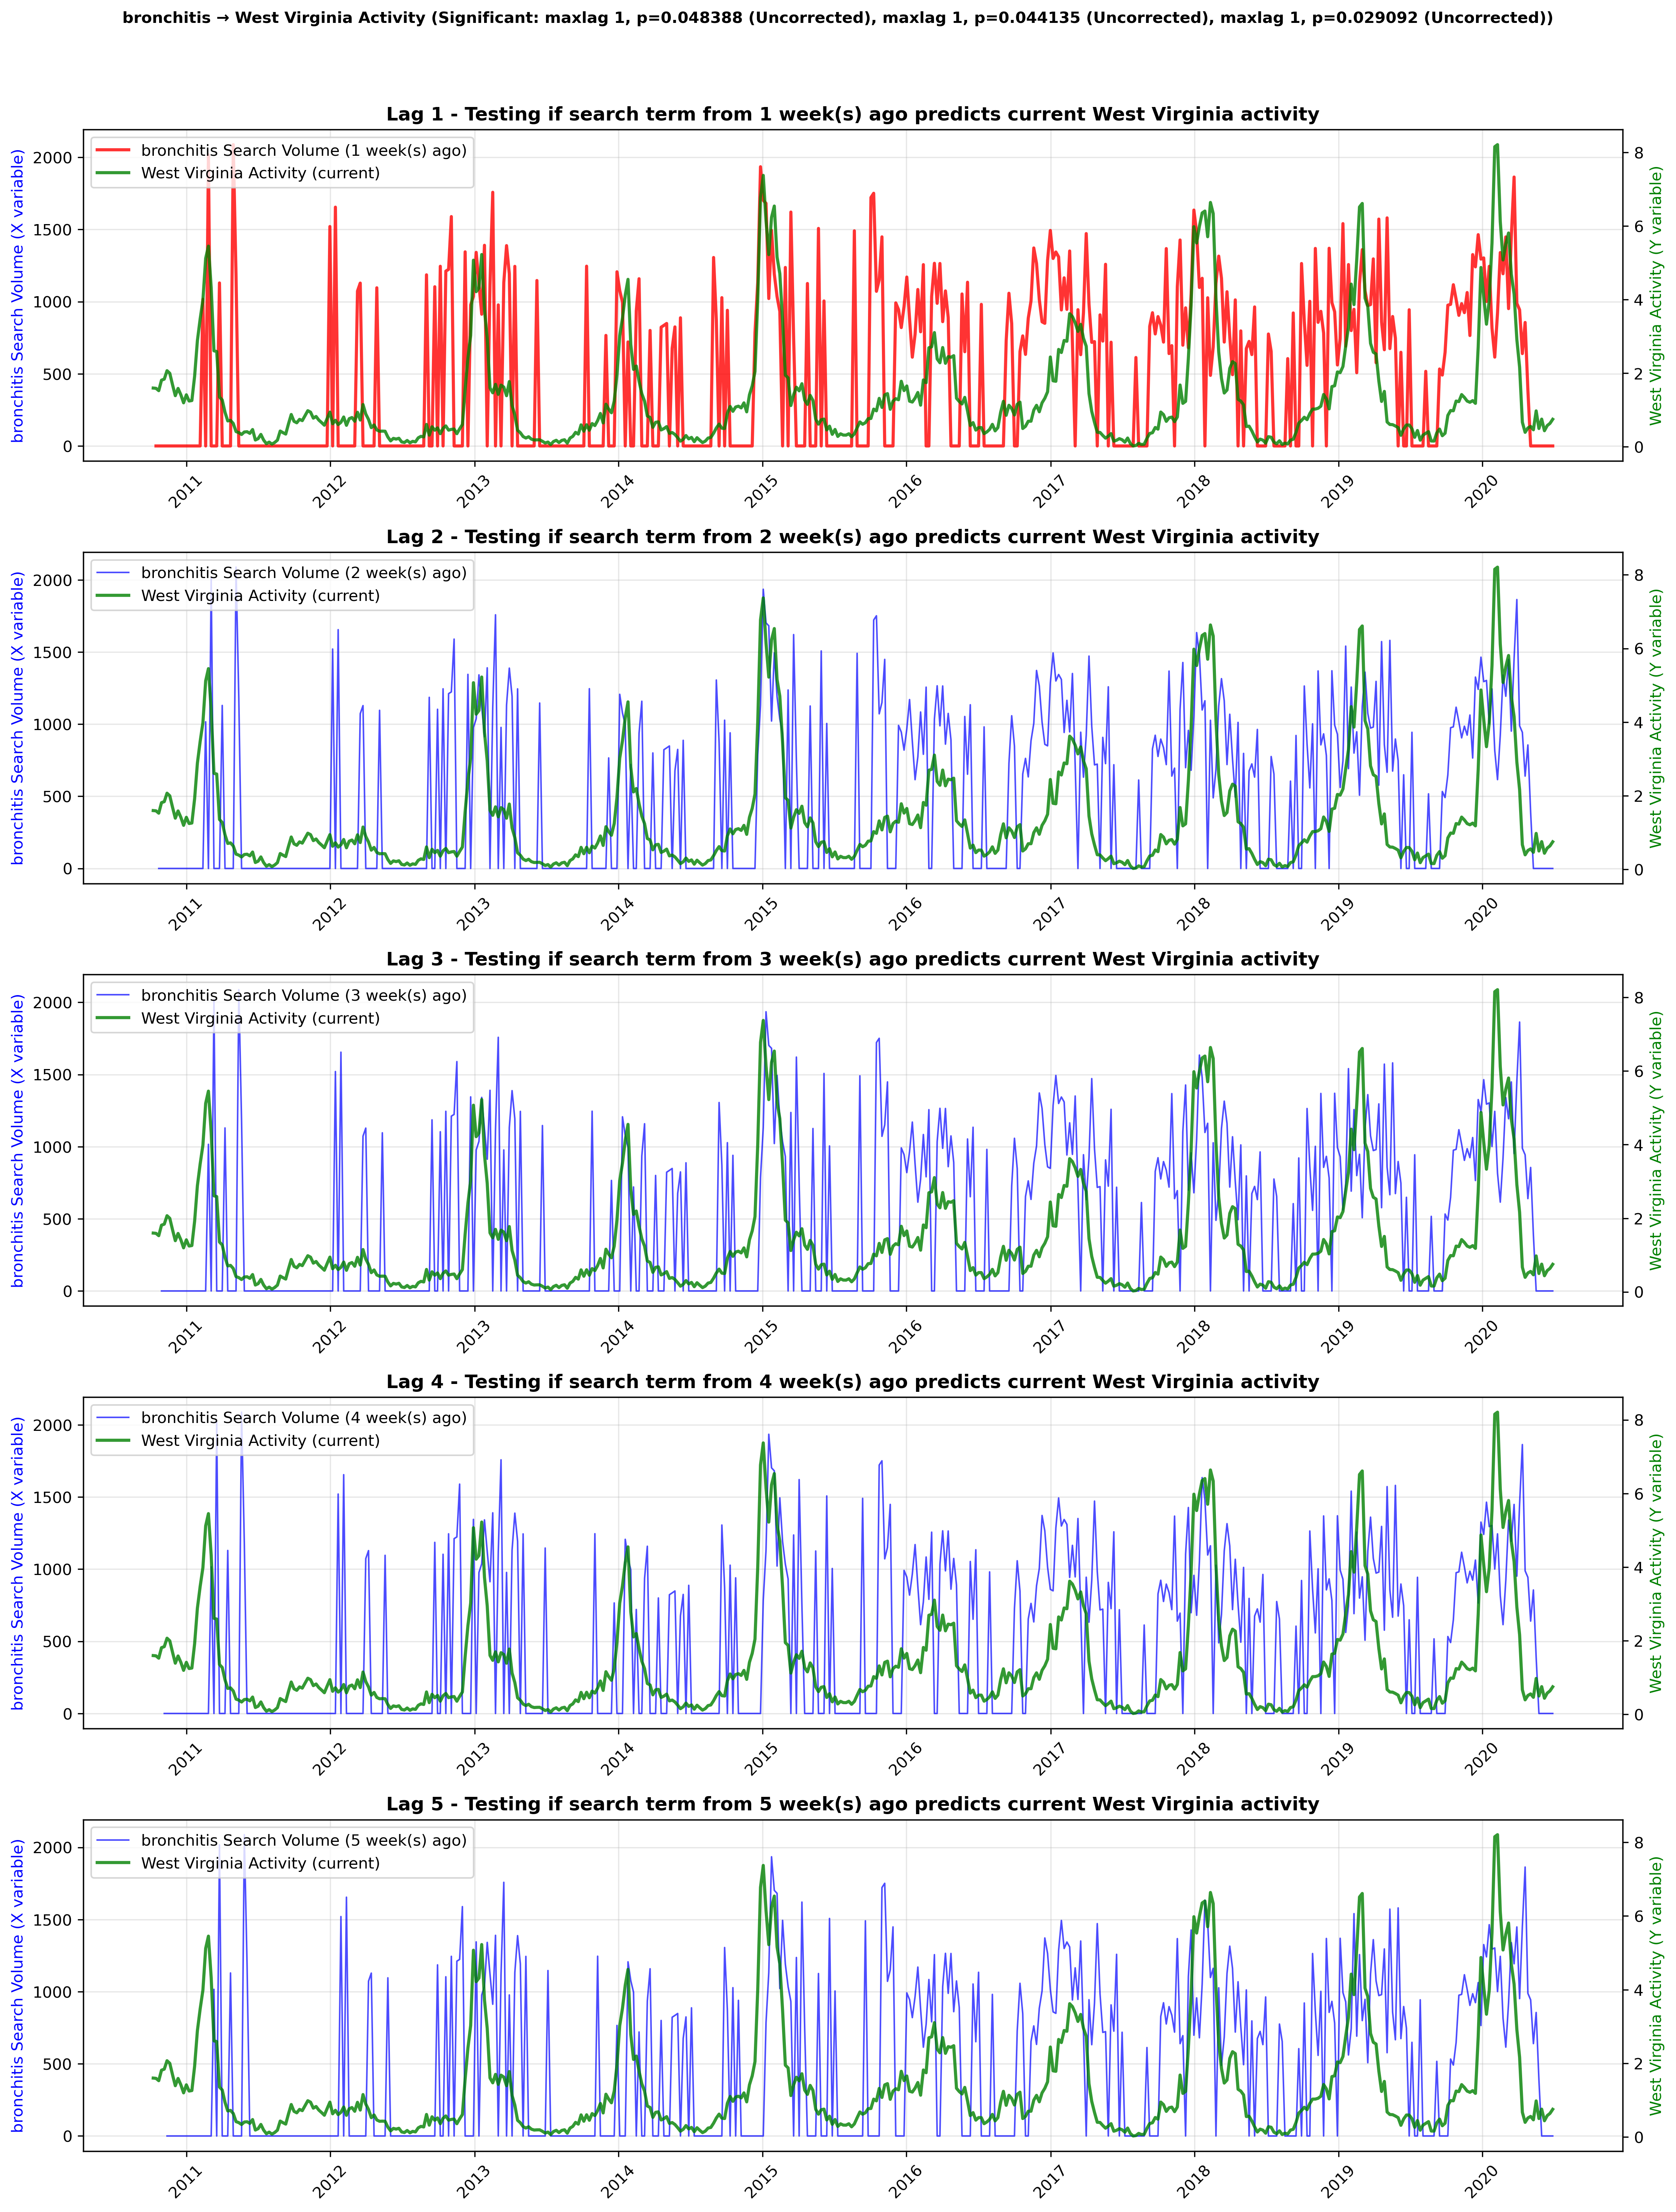 bronchitis → West Virginia Activity (Significant: maxlag 1, p=0.048388 (Uncorrected), maxlag 1, p=0.044135 (Uncorrected), maxlag 1, p=0.029092 (Uncorrected))
Lag 1 - Testing if search term from 1 week(s) ago predicts current West Virginia activity
bronchitis Search Volume (1 week(s) ago)
West Virginia Activity (current)
bronchitis Search Volume (X variable)
2000
1500
1000
500
0
8
6
4
2
0
West Virginia Activity (Y variable)
2011 2012 2013 2014 2015 2016 2017 2018 2019 2020
Lag 2 - Testing if search term from 2 week(s) ago predicts current West Virginia activity
bronchitis Search Volume (2 week(s) ago)
West Virginia Activity (current)
bronchitis Search Volume (X variable)
2000
1500
1000
500
0
8
6
4
2
0
West Virginia Activity (Y variable)
2011 2012 2013 2014 2015 2016 2017 2018 2019 2020
Lag 3 - Testing if search term from 3 week(s) ago predicts current West Virginia activity
bronchitis Search Volume (3 week(s) ago)
West Virginia Activity (current)
bronchitis Search Volume (X variable)
2000
1500
1000
500
0
8
6
4
2
0
West Virginia Activity (Y variable)
2011 2012 2013 2014 2015 2016 2017 2018 2019 2020
Lag 4 - Testing if search term from 4 week(s) ago predicts current West Virginia activity
bronchitis Search Volume (4 week(s) ago)
West Virginia Activity (current)
bronchitis Search Volume (X variable)
2000
1500
1000
500
0
8
6
4
2
0
West Virginia Activity (Y variable)
2011 2012 2013 2014 2015 2016 2017 2018 2019 2020
Lag 5 - Testing if search term from 5 week(s) ago predicts current West Virginia activity
bronchitis Search Volume (5 week(s) ago)
West Virginia Activity (current)
bronchitis Search Volume (X variable)
2000
1500
1000
500
0
8
6
4
2
0
West Virginia Activity (Y variable)
2011 2012 2013 2014 2015 2016 2017 2018 2019 2020